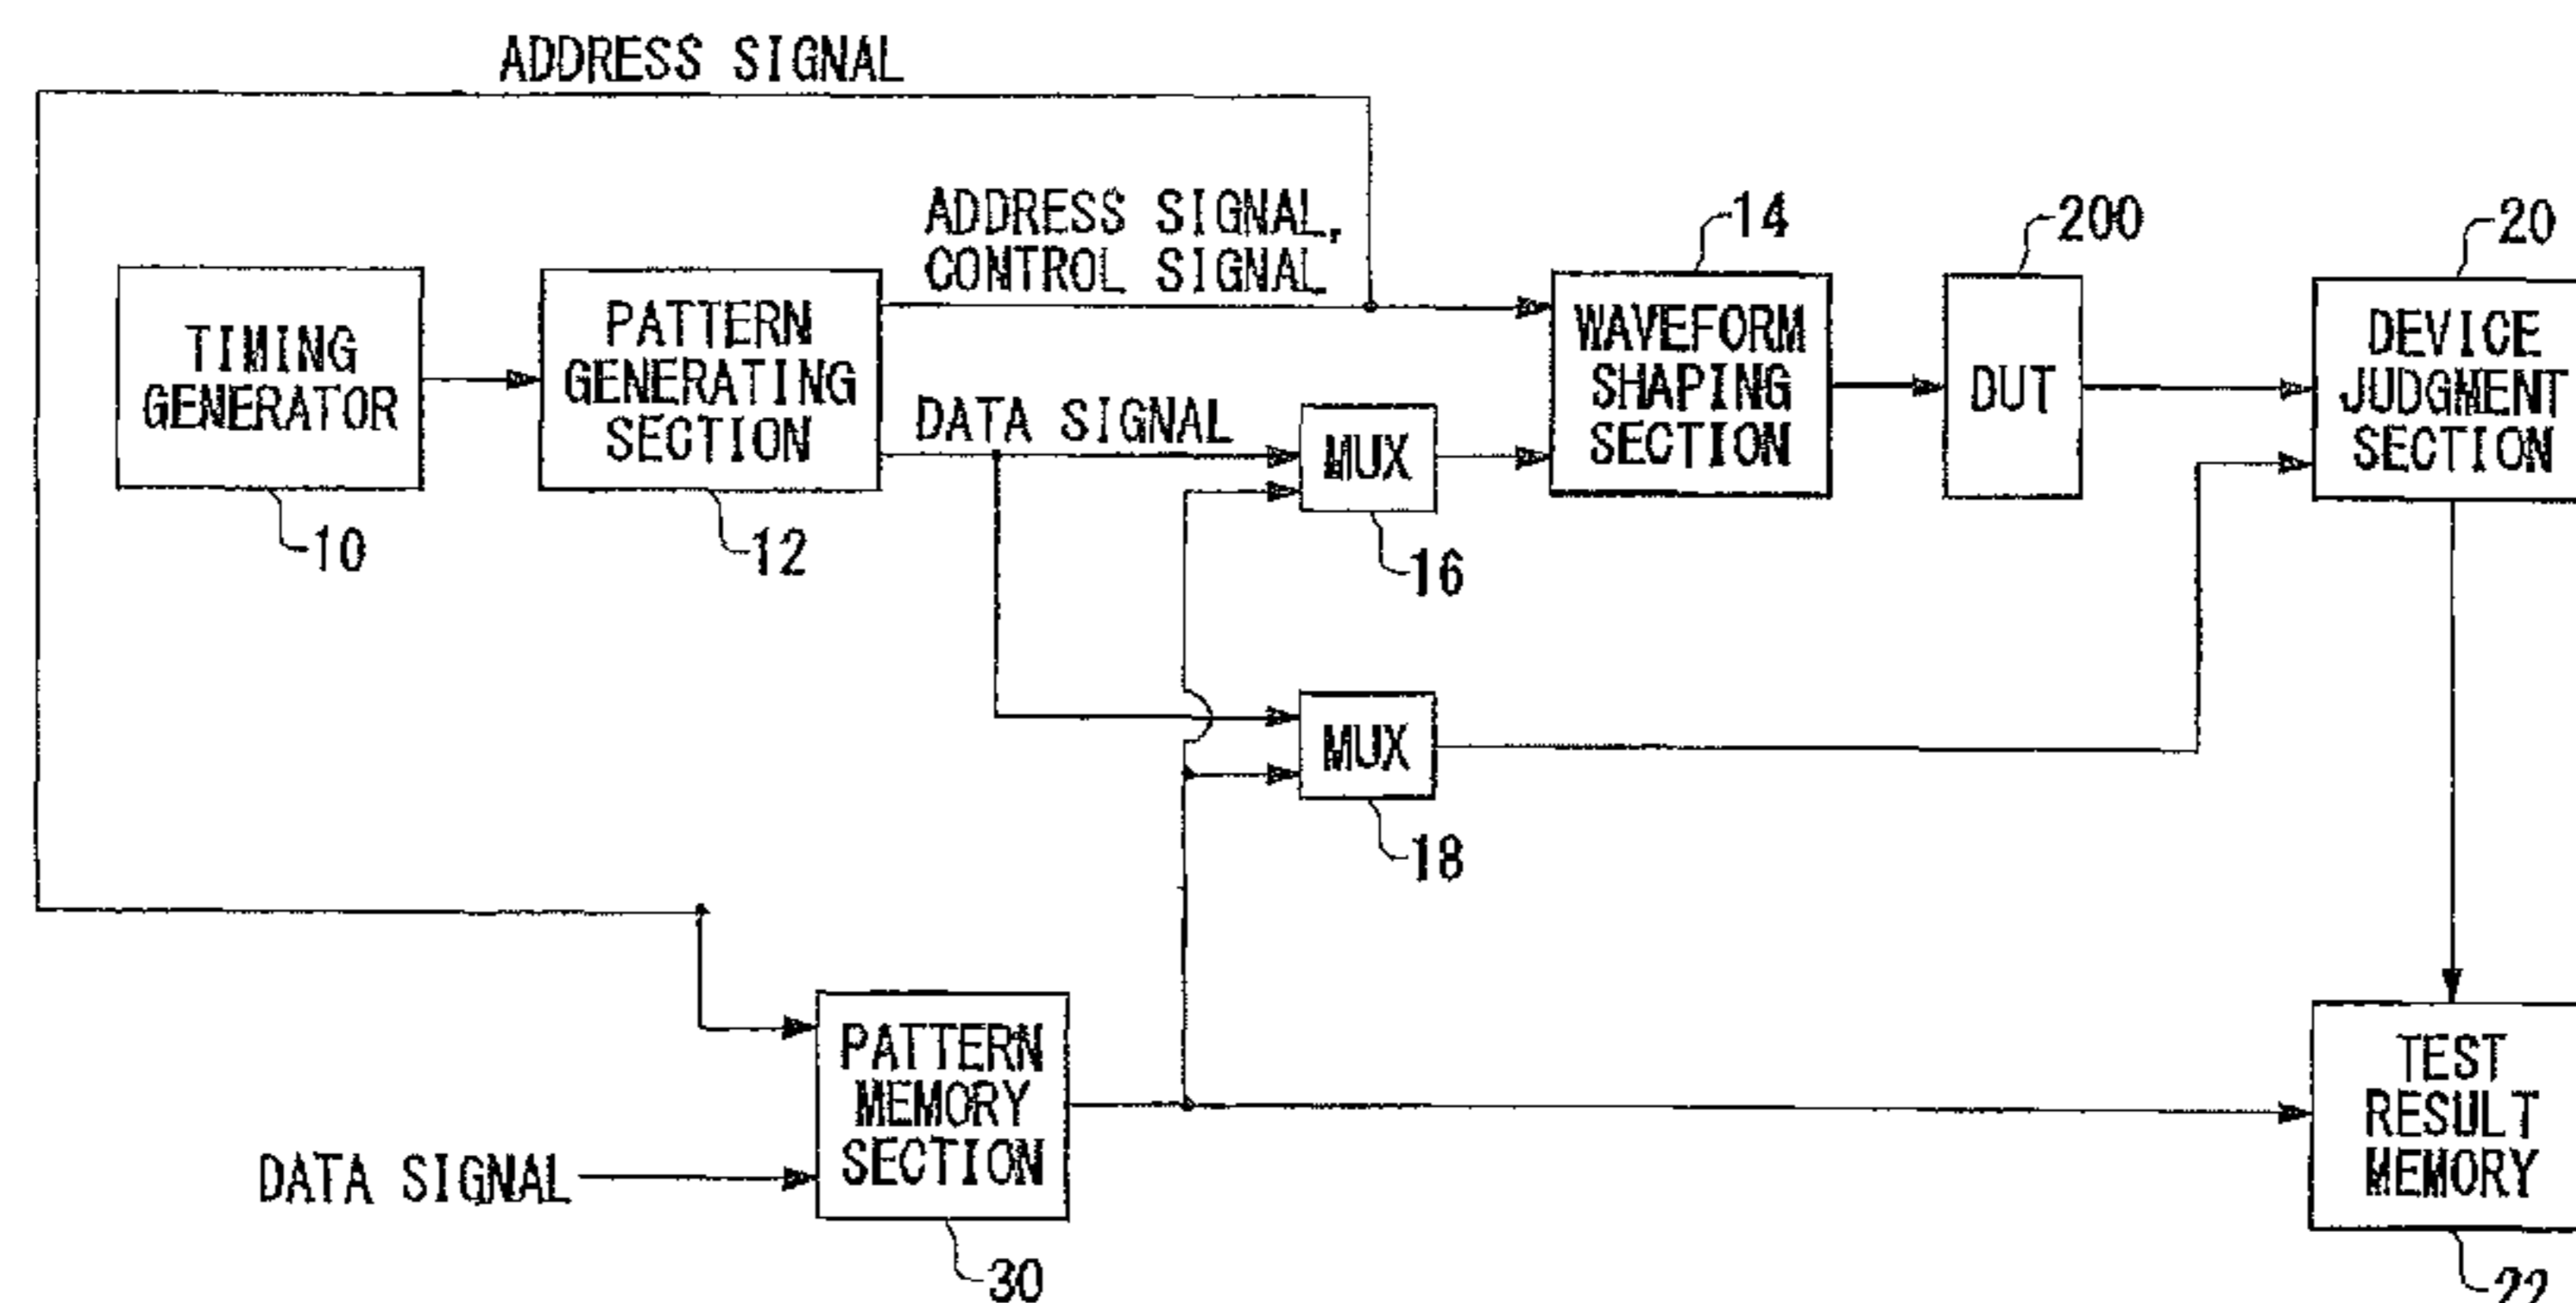 ADDRESS SIGNAL
ADDRESS SIGNAL,
CONTROL SIGNAL
14
200
20
TIMING
GENERATOR
PATTERN
GENERATING
SECTION
WAVEFORM
SHAPING
SECTION
DUT
DEVICE
JUDGMENT
SECTION
DATA SIGNAL
MUX
10
12
16
MUX
18
PATTERN
MEMORY
SECTION
TEST
RESULT
MEMORY
DATA SIGNAL
30
22